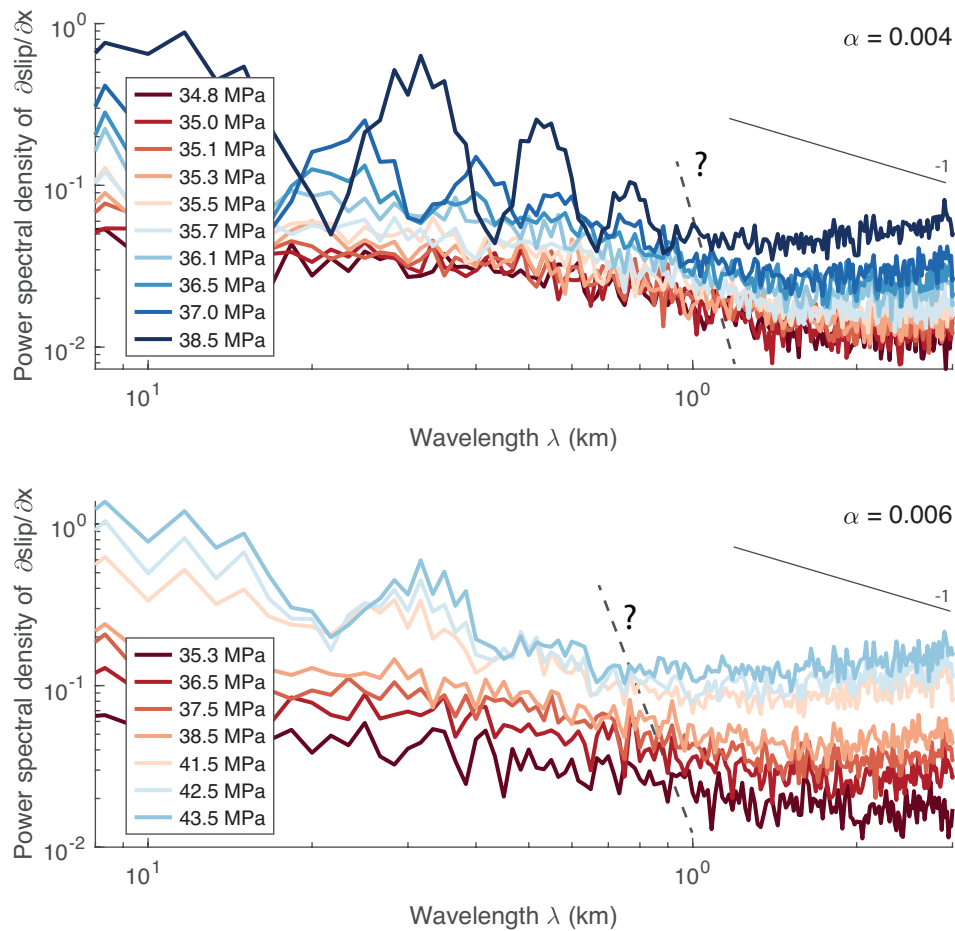 10^0
α = 0.004
-1
?
34.8 MPa
35.0 MPa
35.1 MPa
35.3 MPa
35.5 MPa
35.7 MPa
36.1 MPa
36.5 MPa
37.0 MPa
38.5 MPa
10^-1
10^-2
Power spectral density of ∂slip/∂x
10^1
10^0
Wavelength λ (km)
10^0
α = 0.006
-1
?
35.3 MPa
36.5 MPa
37.5 MPa
38.5 MPa
41.5 MPa
42.5 MPa
43.5 MPa
10^-1
10^-2
Power spectral density of ∂slip/∂x
10^1
10^0
Wavelength λ (km)